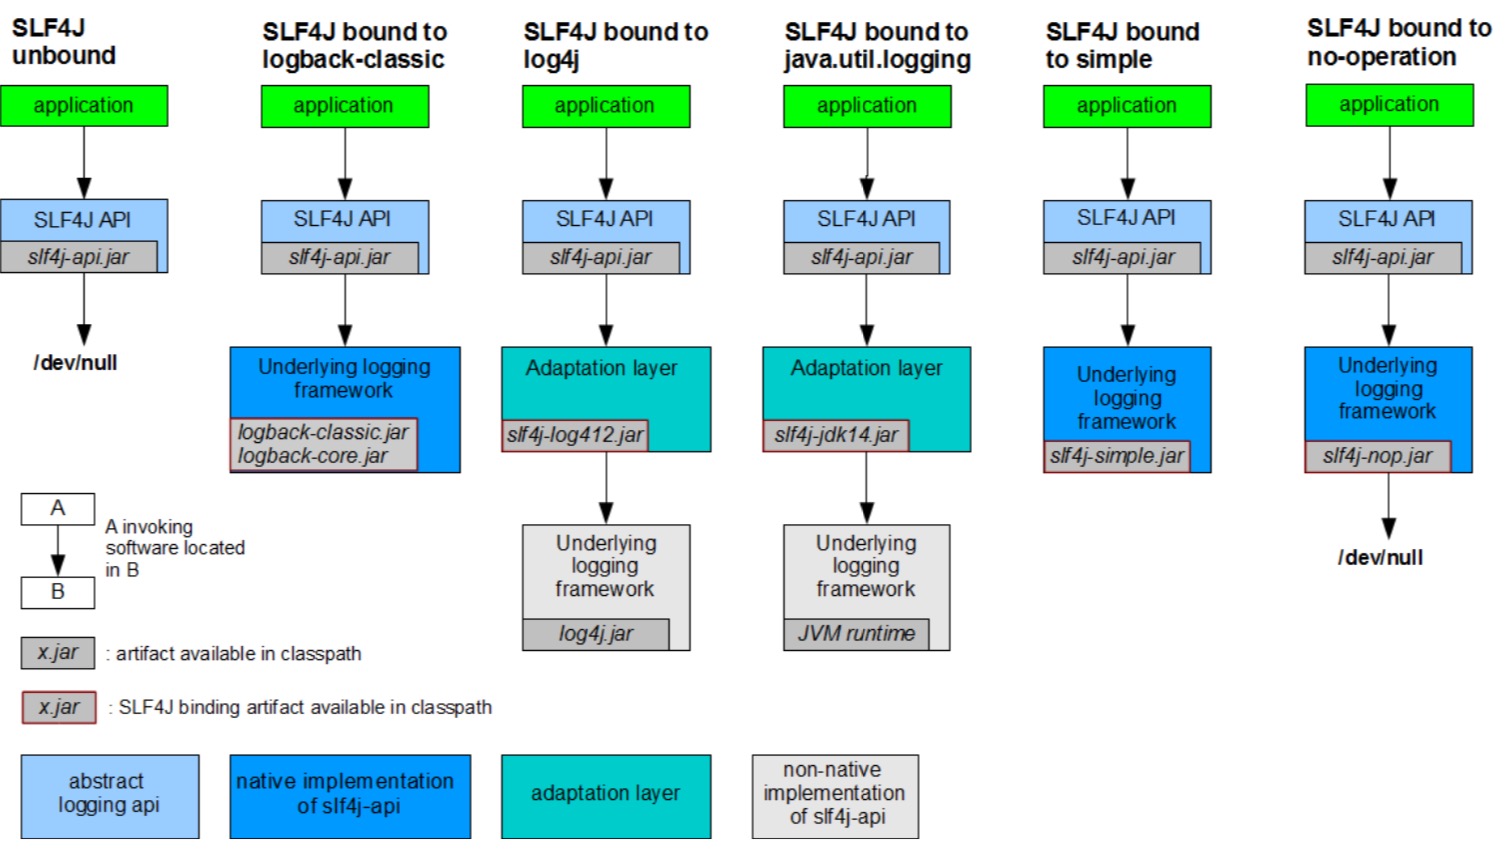 SLF4J
unbound
application
SLF4J API
slf4j-api.jar
/dev/null
SLF4J bound to
logback-classic
application
SLF4J API
slf4j-api.jar
Underlying logging
framework
logback-classic.jar
logback-core.jar
SLF4J bound to
log4j
application
SLF4J API
slf4j-api.jar
Adaptation layer
slf4j-log412.jar
Underlying
logging
framework
log4j.jar
SLF4J bound to
java.util.logging
application
SLF4J API
slf4j-api.jar
Adaptation layer
slf4j-jdk14.jar
Underlying
logging
framework
JVM runtime
SLF4J bound
to simple
application
SLF4J API
slf4j-api.jar
Underlying
logging
framework
slf4j-simple.jar
SLF4J bound to
no-operation
application
SLF4J API
slf4j-api.jar
Underlying
logging
framework
slf4j-nop.jar
/dev/null
A
B
A invoking
software located
in B
x.jar : artifact available in classpath
x.jar : SLF4J binding artifact available in classpath
abstract
logging api
native implementation
of slf4j-api
adaptation layer
non-native
implementation
of slf4j-api